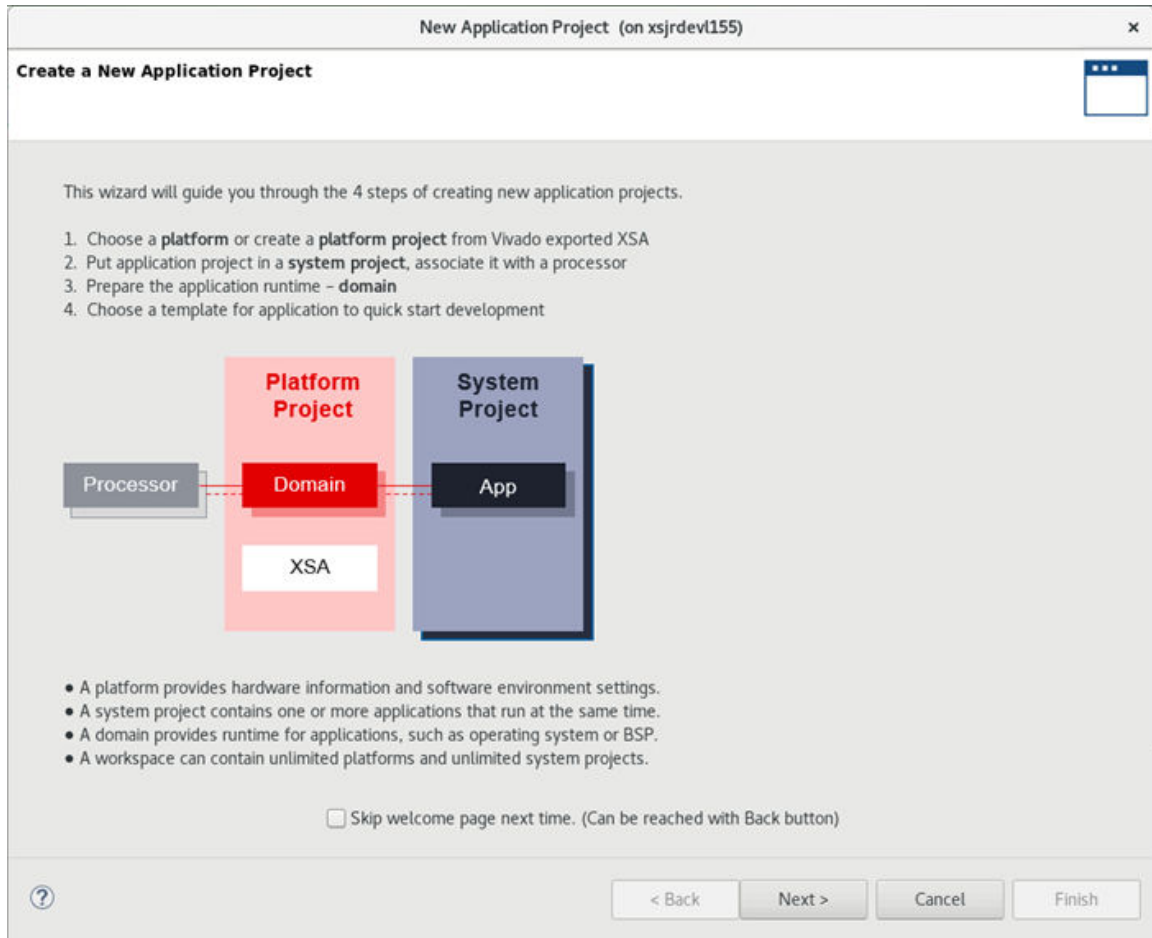 New Application Project (on xsjrdevl155)
Create a New Application Project
This wizard will guide you through the 4 steps of creating new application projects.
1. Choose a platform or create a platform project from Vivado exported XSA
2. Put application project in a system project, associate it with a processor
3. Prepare the application runtime – domain
4. Choose a template for application to quick start development
Platform
Project
System
Project
Processor
Domain
App
XSA
● A platform provides hardware information and software environment settings.
● A system project contains one or more applications that run at the same time.
● A domain provides runtime for applications, such as operating system or BSP.
● A workspace can contain unlimited platforms and unlimited system projects.
Skip welcome page next time. (Can be reached with Back button)
?
< Back
Next >
Cancel
Finish